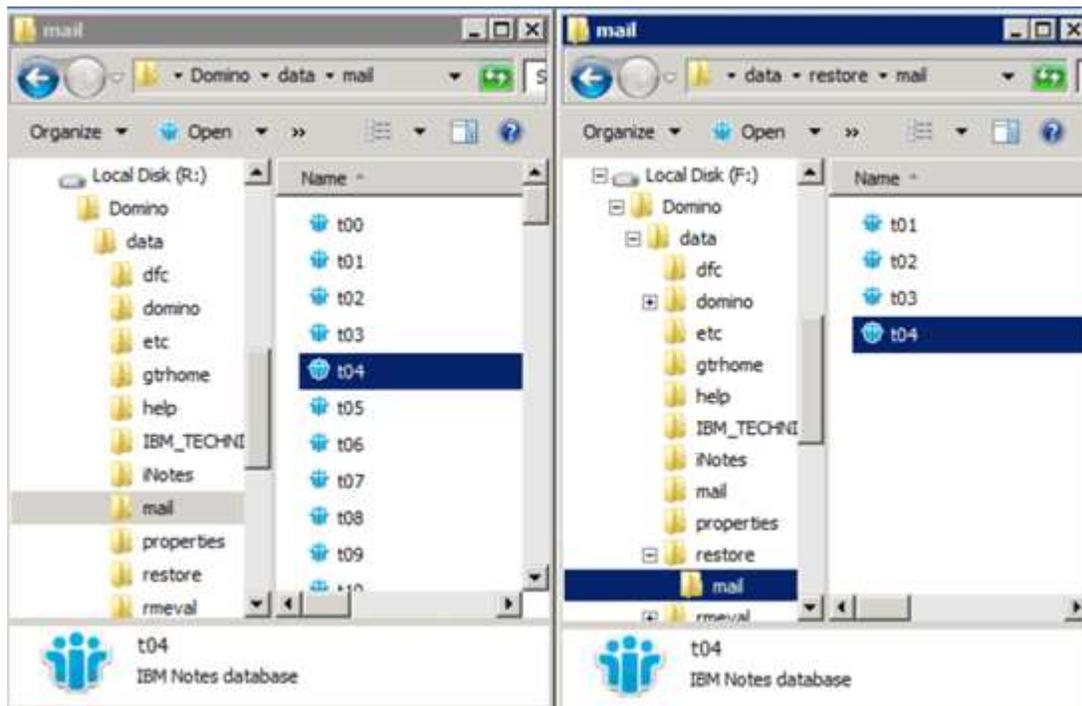 mail
Domino data mail
S
Organize Open »
Local Disk (R:)
Domino
data
dfc
domino
etc
gtrhome
help
IBM_TECHNI
iNotes
mail
properties
restore
rmeval
Name
t00
t01
t02
t03
t04
t05
t06
t07
t08
t09
t10
t04
IBM Notes database
mail
data restore mail
Organize Open »
Local Disk (F:)
Domino
data
dfc
domino
etc
gtrhome
help
IBM_TECHNI
iNotes
mail
properties
restore
mail
rmeval
Name
t01
t02
t03
t04
t04
IBM Notes database